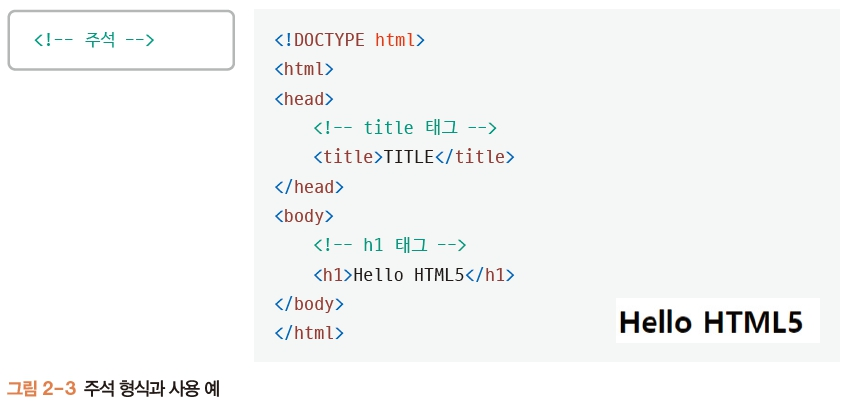 <!-- 주석 -->
<!DOCTYPE html>
<html>
<head>
<!-- title 태그 -->
<title>TITLE</title>
</head>
<body>
<!-- h1 태그 -->
<h1>Hello HTML5</h1>
</body>
</html>
Hello HTML5
그림 2-3 주석 형식과 사용 예